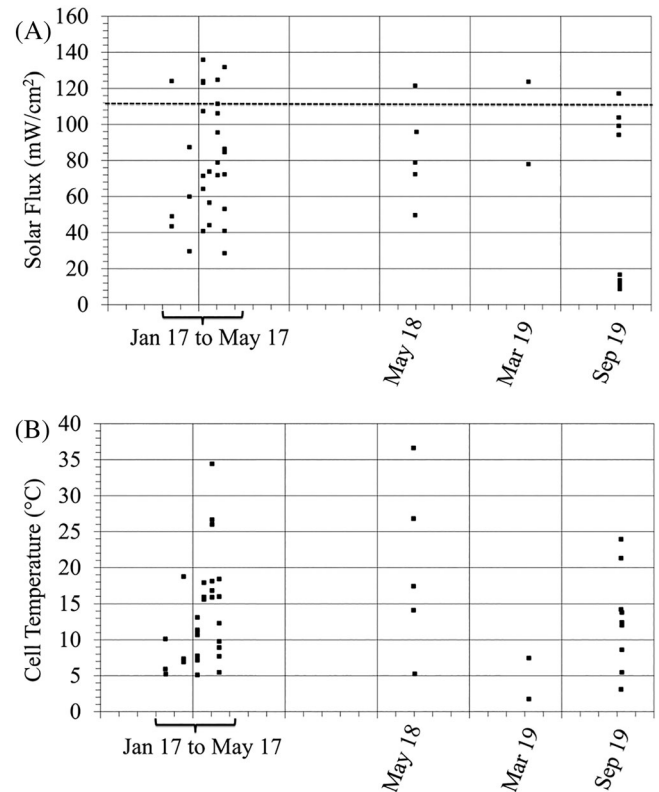 (A)
160
140
120
100
80
60
40
20
0
Solar Flux (mW/cm²)
Jan 17 to May 17
May 18
Mar 19
Sep 19
(B)
40
35
30
25
20
15
10
5
0
Cell Temperature (°C)
Jan 17 to May 17
May 18
Mar 19
Sep 19